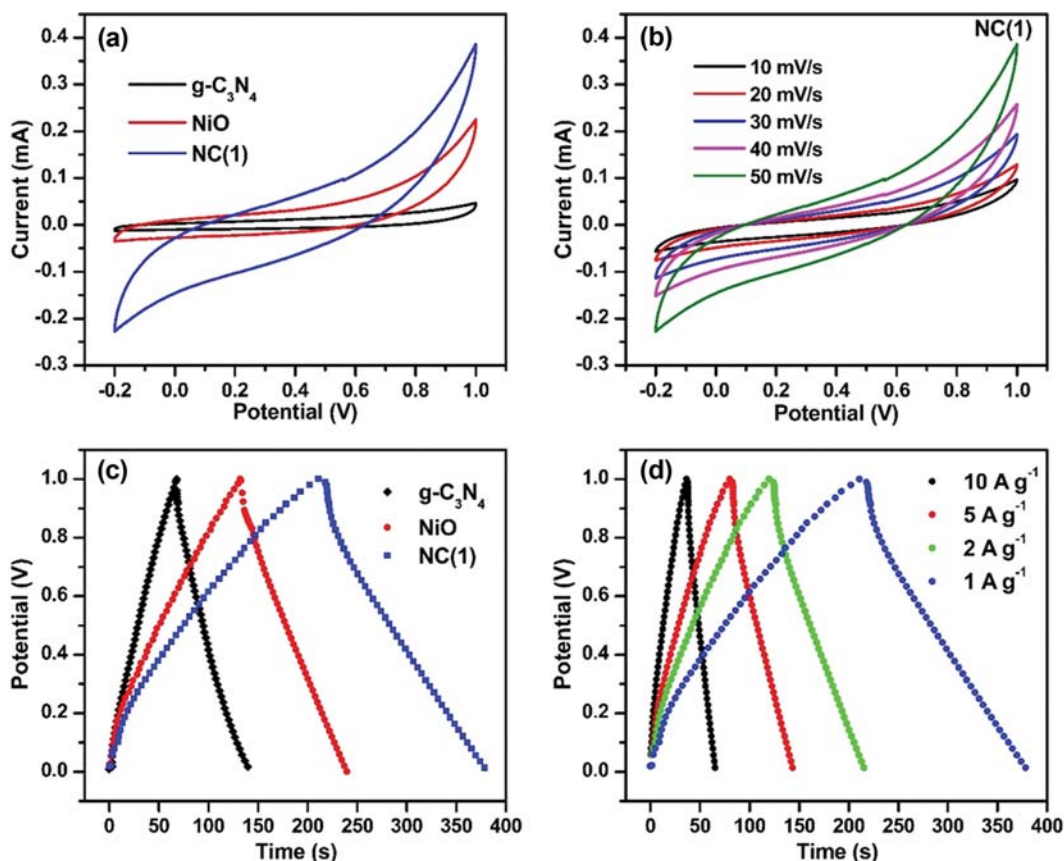 (a)
g-C₃N₄
NiO
NC(1)
Current (mA)
0.4
0.3
0.2
0.1
0.0
-0.1
-0.2
-0.3
-0.2 0.0 0.2 0.4 0.6 0.8 1.0
Potential (V)
(b)
NC(1)
10 mV/s
20 mV/s
30 mV/s
40 mV/s
50 mV/s
Current (mA)
0.4
0.3
0.2
0.1
0.0
-0.1
-0.2
-0.3
-0.2 0.0 0.2 0.4 0.6 0.8 1.0
Potential (V)
(c)
g-C₃N₄
NiO
NC(1)
Potential (V)
1.0
0.8
0.6
0.4
0.2
0.0
0 50 100 150 200 250 300 350 400
Time (s)
(d)
10 A g⁻¹
5 A g⁻¹
2 A g⁻¹
1 A g⁻¹
Potential (V)
1.0
0.8
0.6
0.4
0.2
0.0
0 50 100 150 200 250 300 350 400
Time (s)